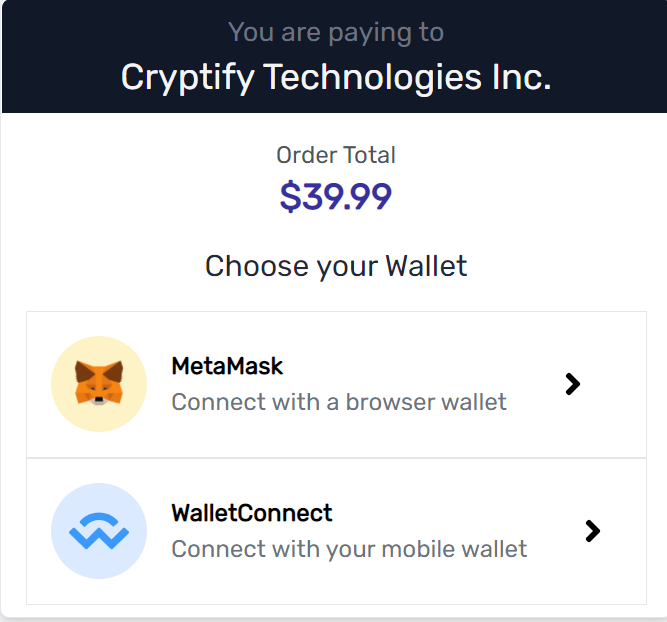 You are paying to
Cryptify Technologies Inc.
Order Total
$39.99
Choose your Wallet
MetaMask
Connect with a browser wallet
WalletConnect
Connect with your mobile wallet